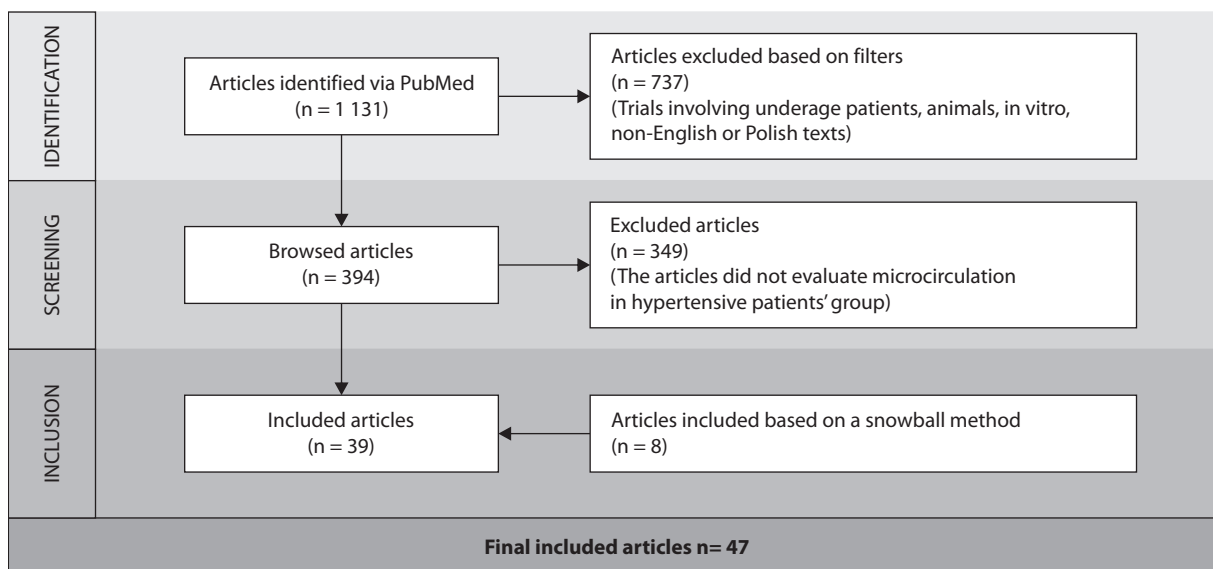 IDENTIFICATION
Articles identified via PubMed
(n = 1 131)
Articles excluded based on filters
(n = 737)
(Trials involving underage patients, animals, in vitro,
non-English or Polish texts)
SCREENING
Browsed articles
(n = 394)
Excluded articles
(n = 349)
(The articles did not evaluate microcirculation
in hypertensive patients’ group)
INCLUSION
Included articles
(n = 39)
Articles included based on a snowball method
(n = 8)
Final included articles n= 47